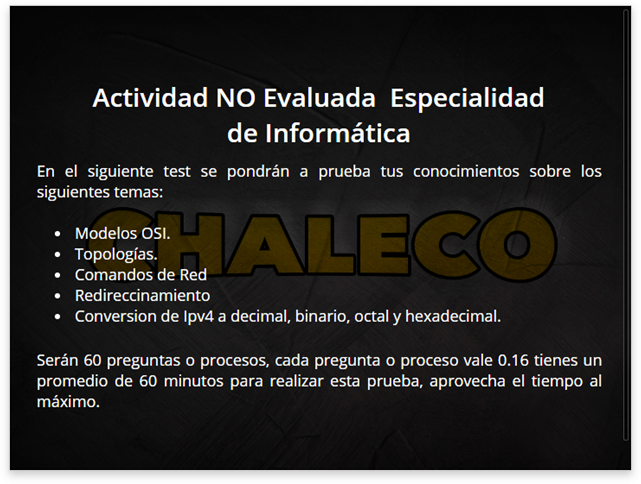 Actividad NO Evaluada  Especialidad
de Informática
En el siguiente test se pondrán a prueba tus conocimientos sobre los
siguientes temas:
CHALECO
• Modelos OSI.
• Topologías.
• Comandos de Red
• Redireccinamiento
• Conversion de Ipv4 a decimal, binario, octal y hexadecimal.
Serán 60 preguntas o procesos, cada pregunta o proceso vale 0.16 tienes un
promedio de 60 minutos para realizar esta prueba, aprovecha el tiempo al
máximo.